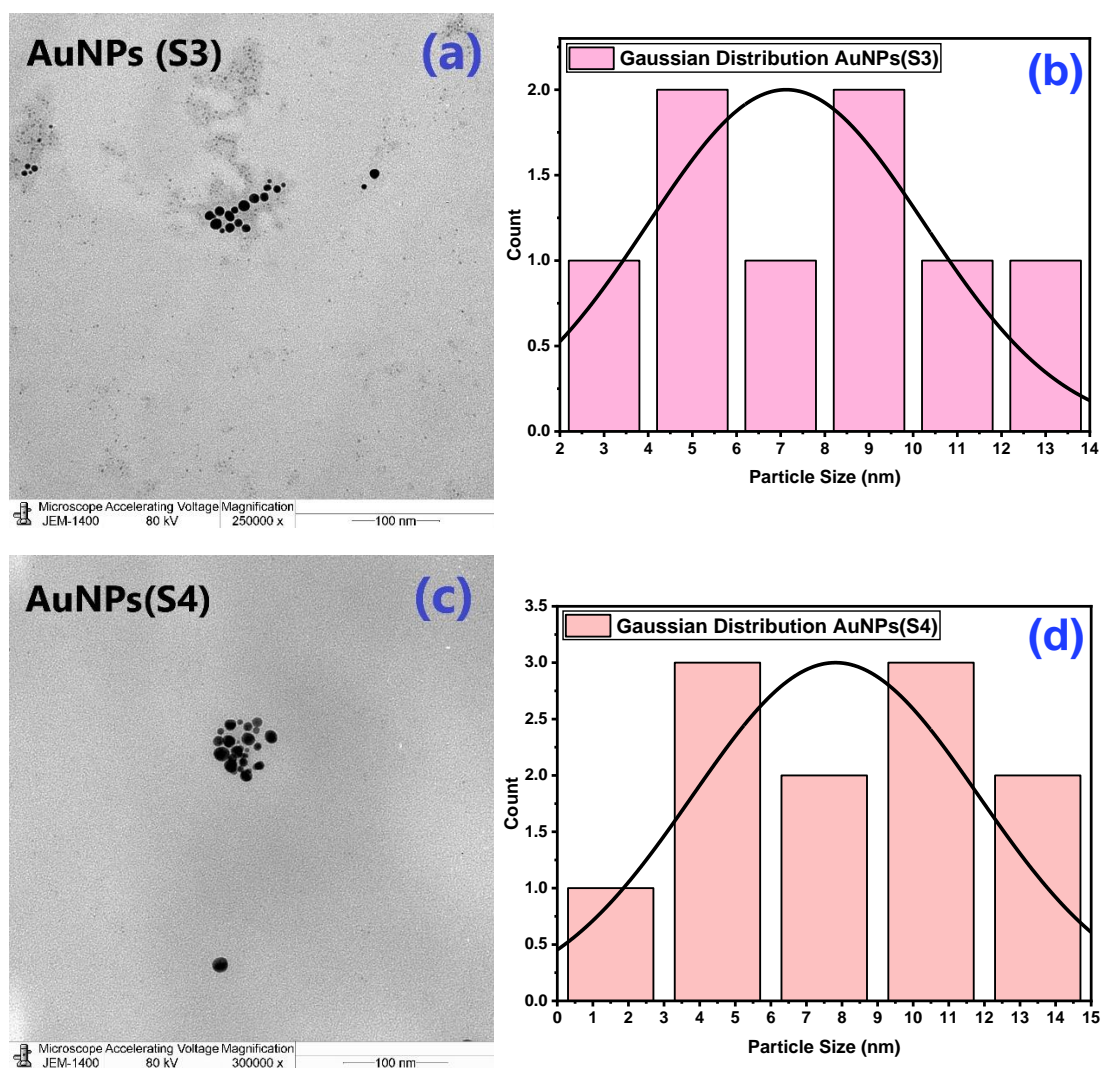 AuNPs (S3)
(a)
Microscope Accelerating Voltage Magnification
JEM-1400 80 kV 250000 x 100 nm
Gaussian Distribution AuNPs(S3)
(b)
2.0
1.5
1.0
0.5
0.0
Count
2 3 4 5 6 7 8 9 10 11 12 13 14
Particle Size (nm)
AuNPs(S4)
(c)
Microscope Accelerating Voltage Magnification
JEM-1400 80 kV 300000 x 100 nm
Gaussian Distribution AuNPs(S4)
(d)
3.5
3.0
2.5
2.0
1.5
1.0
0.5
0.0
Count
0 1 2 3 4 5 6 7 8 9 10 11 12 13 14 15
Particle Size (nm)